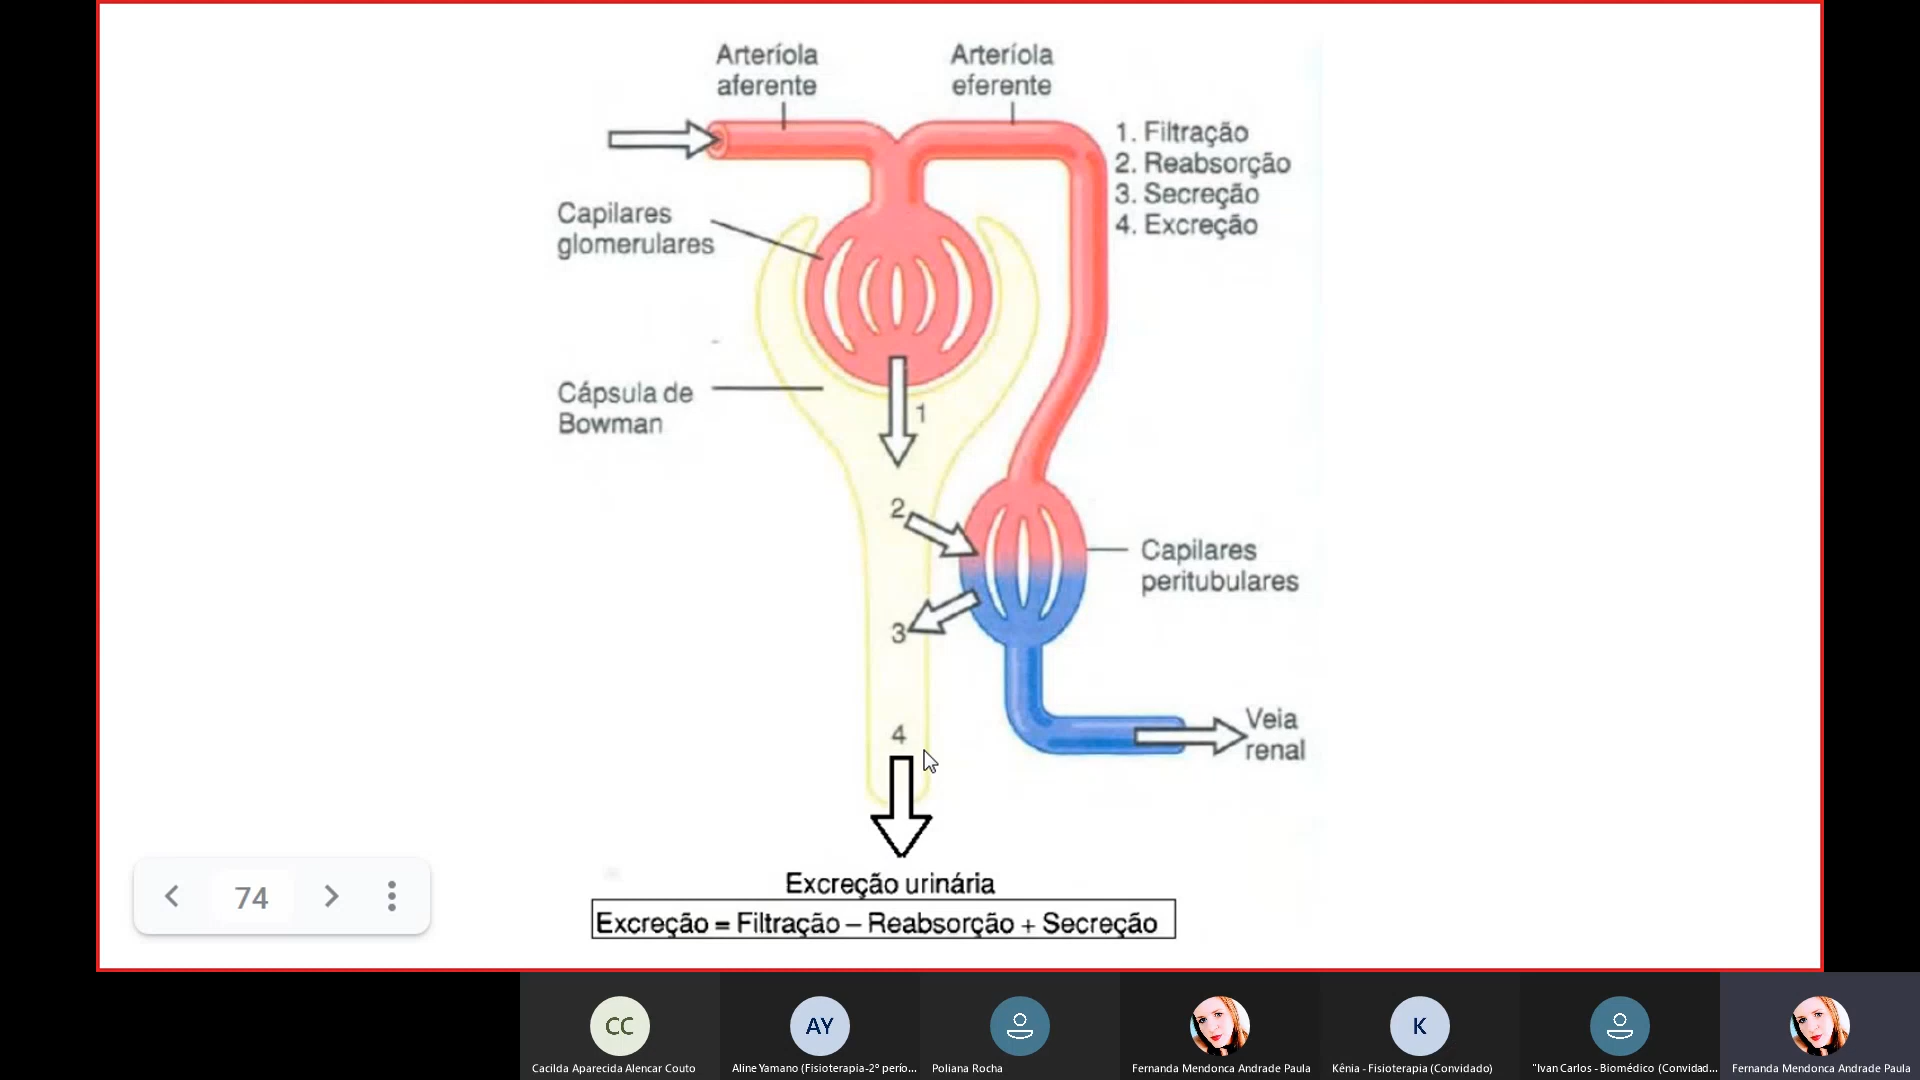 Arteríola
aferente
Arteríola
eferente
1. Filtração
2. Reabsorção
3. Secreção
4. Excreção
Capilares
glomerulares
Cápsula de
Bowman
1
2
Capilares
peritubulares
3
4
Veia
renal
Excreção urinária
Excreção = Filtração – Reabsorção + Secreção
74
CC
AY
K
Cacilda Aparecida Alencar Couto
Aline Yamano (Fisioterapia-2º perío...
Poliana Rocha
Fernanda Mendonca Andrade Paula
Kênia - Fisioterapia (Convidado)
"Ivan Carlos - Biomédico (Convidad...
Fernanda Mendonca Andrade Paula